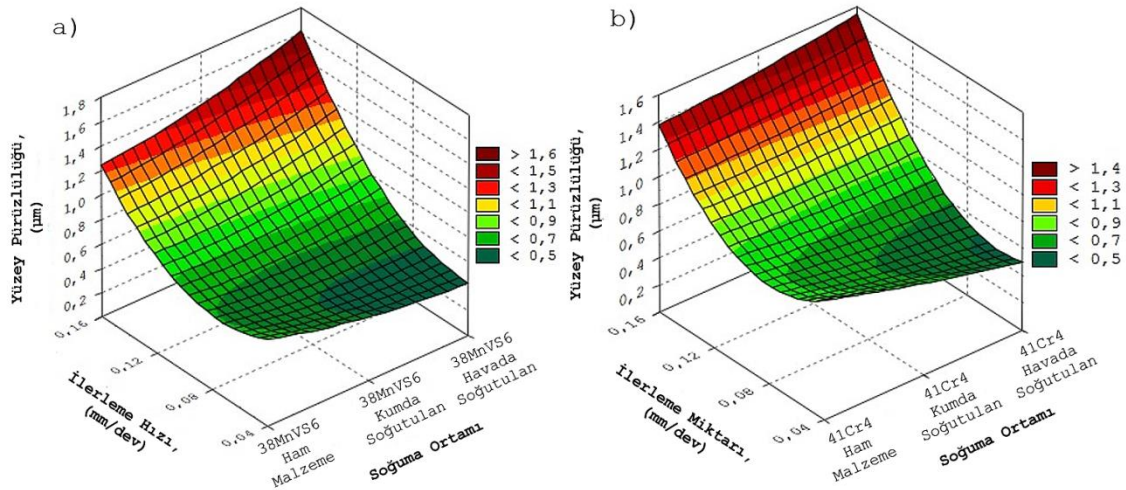 a)
Yüzey Pürüzlülüğü,
(µm)
1,8
1,6
1,4
1,2
1,0
0,8
0,6
0,4
0,2
0,16
0,12
0,08
0,04
İlerleme Hızı,
(mm/dev)
38MnVS6
Ham
Malzeme
38MnVS6
Kumda
Soğutulan
38MnVS6
Havada
Soğutulan
Soğuma Ortamı
> 1,6
< 1,5
< 1,3
< 1,1
< 0,9
< 0,7
< 0,5
b)
Yüzey Pürüzlülüğü,
(µm)
1,6
1,4
1,2
1,0
0,8
0,6
0,4
0,2
0,16
0,12
0,08
0,04
İlerleme Miktarı,
(mm/dev)
41Cr4
Ham
Malzeme
41Cr4
Kumda
Soğutulan
41Cr4
Havada
Soğutulan
Soğuma Ortamı
> 1,4
< 1,3
< 1,1
< 0,9
< 0,7
< 0,5